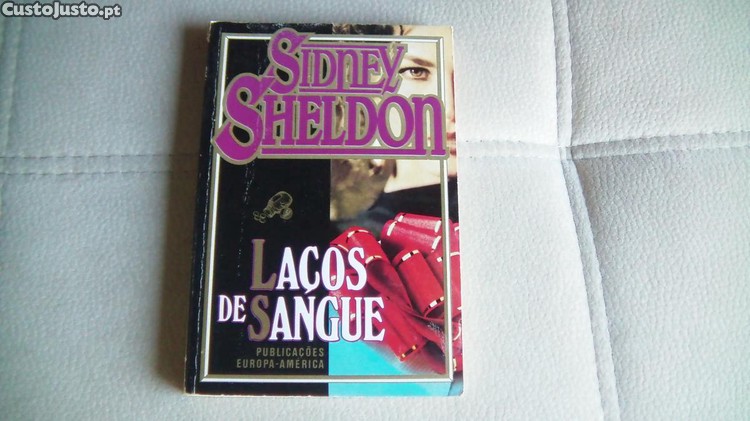 CustoJusto.pt
SIDNEY
SHELDON
LAÇOS
DE SANGUE
PUBLICAÇÕES
EUROPA-AMÉRICA